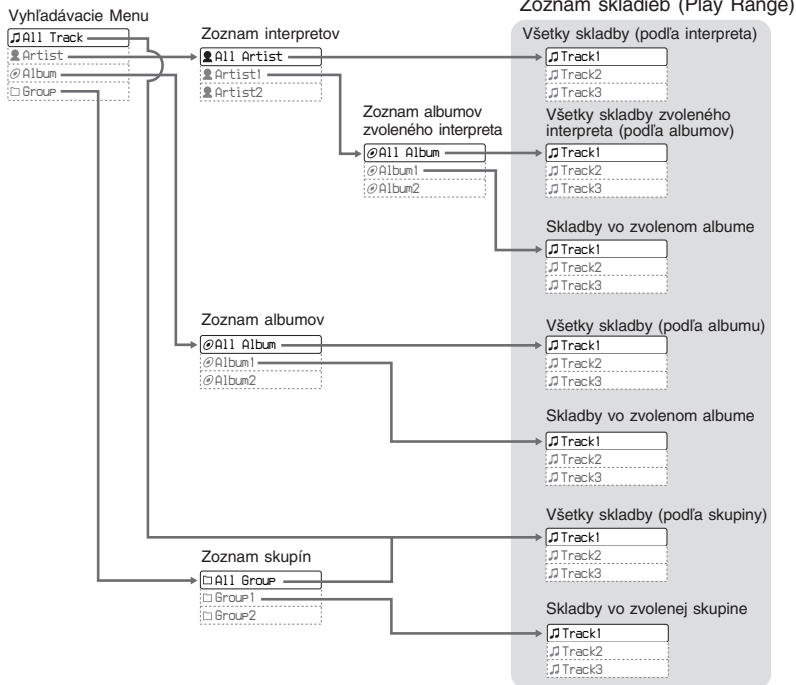 Vyhľadávacie Menu
All Track
Artist
Album
Group
Zoznam interpretov
All Artist
Artist1
Artist2
Zoznam albumov
zvoleného interpreta
All Album
Album1
Album2
Zoznam albumov
All Album
Album1
Album2
Zoznam skupín
All Group
Group1
Group2
Zoznam skladieb (Play Range)
Všetky skladby (podľa interpreta)
Track1
Track2
Track3
Všetky skladby zvoleného
interpreta (podľa albumov)
Track1
Track2
Track3
Skladby vo zvolenom albume
Track1
Track2
Track3
Všetky skladby (podľa albumu)
Track1
Track2
Track3
Skladby vo zvolenom albume
Track1
Track2
Track3
Všetky skladby (podľa skupiny)
Track1
Track2
Track3
Skladby vo zvolenej skupine
Track1
Track2
Track3